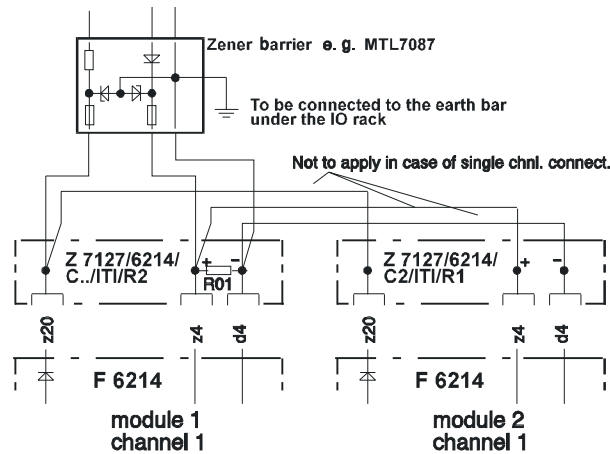 Zener barrier e. g. MTL7087
To be connected to the earth bar
under the IO rack
Not to apply in case of single chnl. connect.
Z 7127/6214/
C../ITI/R2
+ -
R01
Z 7127/6214/
C2/ITI/R1
+ -
z20
z4
d4
z20
z4
d4
F 6214
F 6214
module 1
channel 1
module 2
channel 1